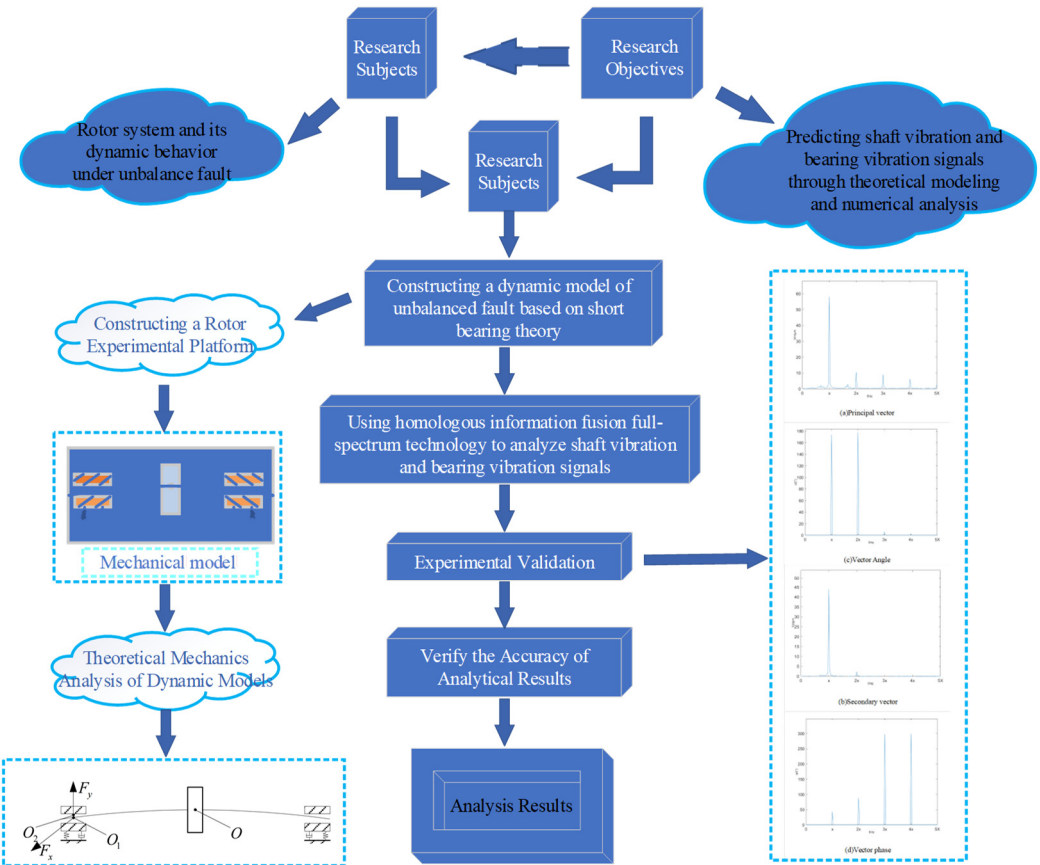 Research
Subjects
Research
Objectives
Rotor system and its
dynamic behavior
under unbalance fault
Research
Subjects
Predicting shaft vibration and
bearing vibration signals
through theoretical modeling
and numerical analysis
Constructing a dynamic model of
unbalanced fault based on short
bearing theory
Constructing a Rotor
Experimental Platform
Using homologous information fusion full-
spectrum technology to analyze shaft vibration
and bearing vibration signals
Mechanical model
Experimental Validation
Theoretical Mechanics
Analysis of Dynamic Models
Verify the Accuracy of
Analytical Results
Analysis Results
F_y
O_2
F_x
O_1
O
(a)Principal vector
(c)Vector Angle
(b)Secondary vector
(d)Vector phase